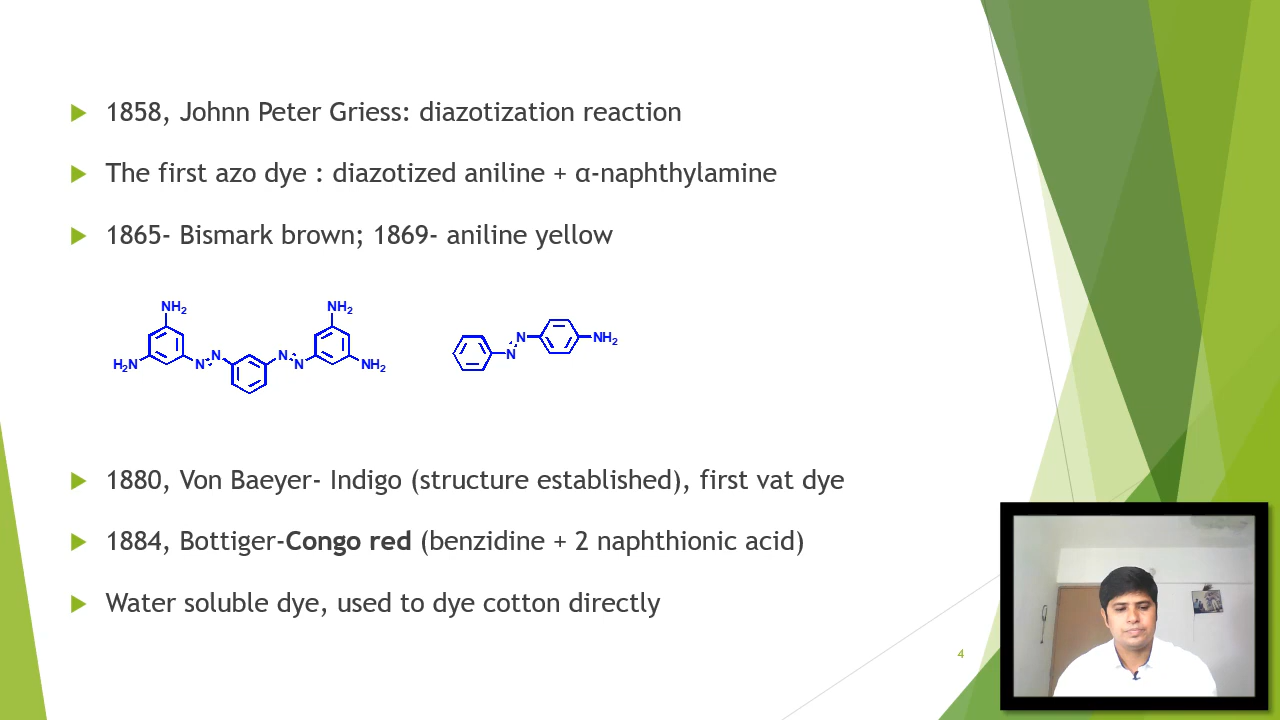 1858, Johnn Peter Griess: diazotization reaction
The first azo dye : diazotized aniline + α-naphthylamine
1865- Bismark brown; 1869- aniline yellow
NH2
NH2
H2N
N
N
N
N
NH2
N
N
NH2
1880, Von Baeyer- Indigo (structure established), first vat dye
1884, Bottiger-Congo red (benzidine + 2 naphthionic acid)
Water soluble dye, used to dye cotton directly
4